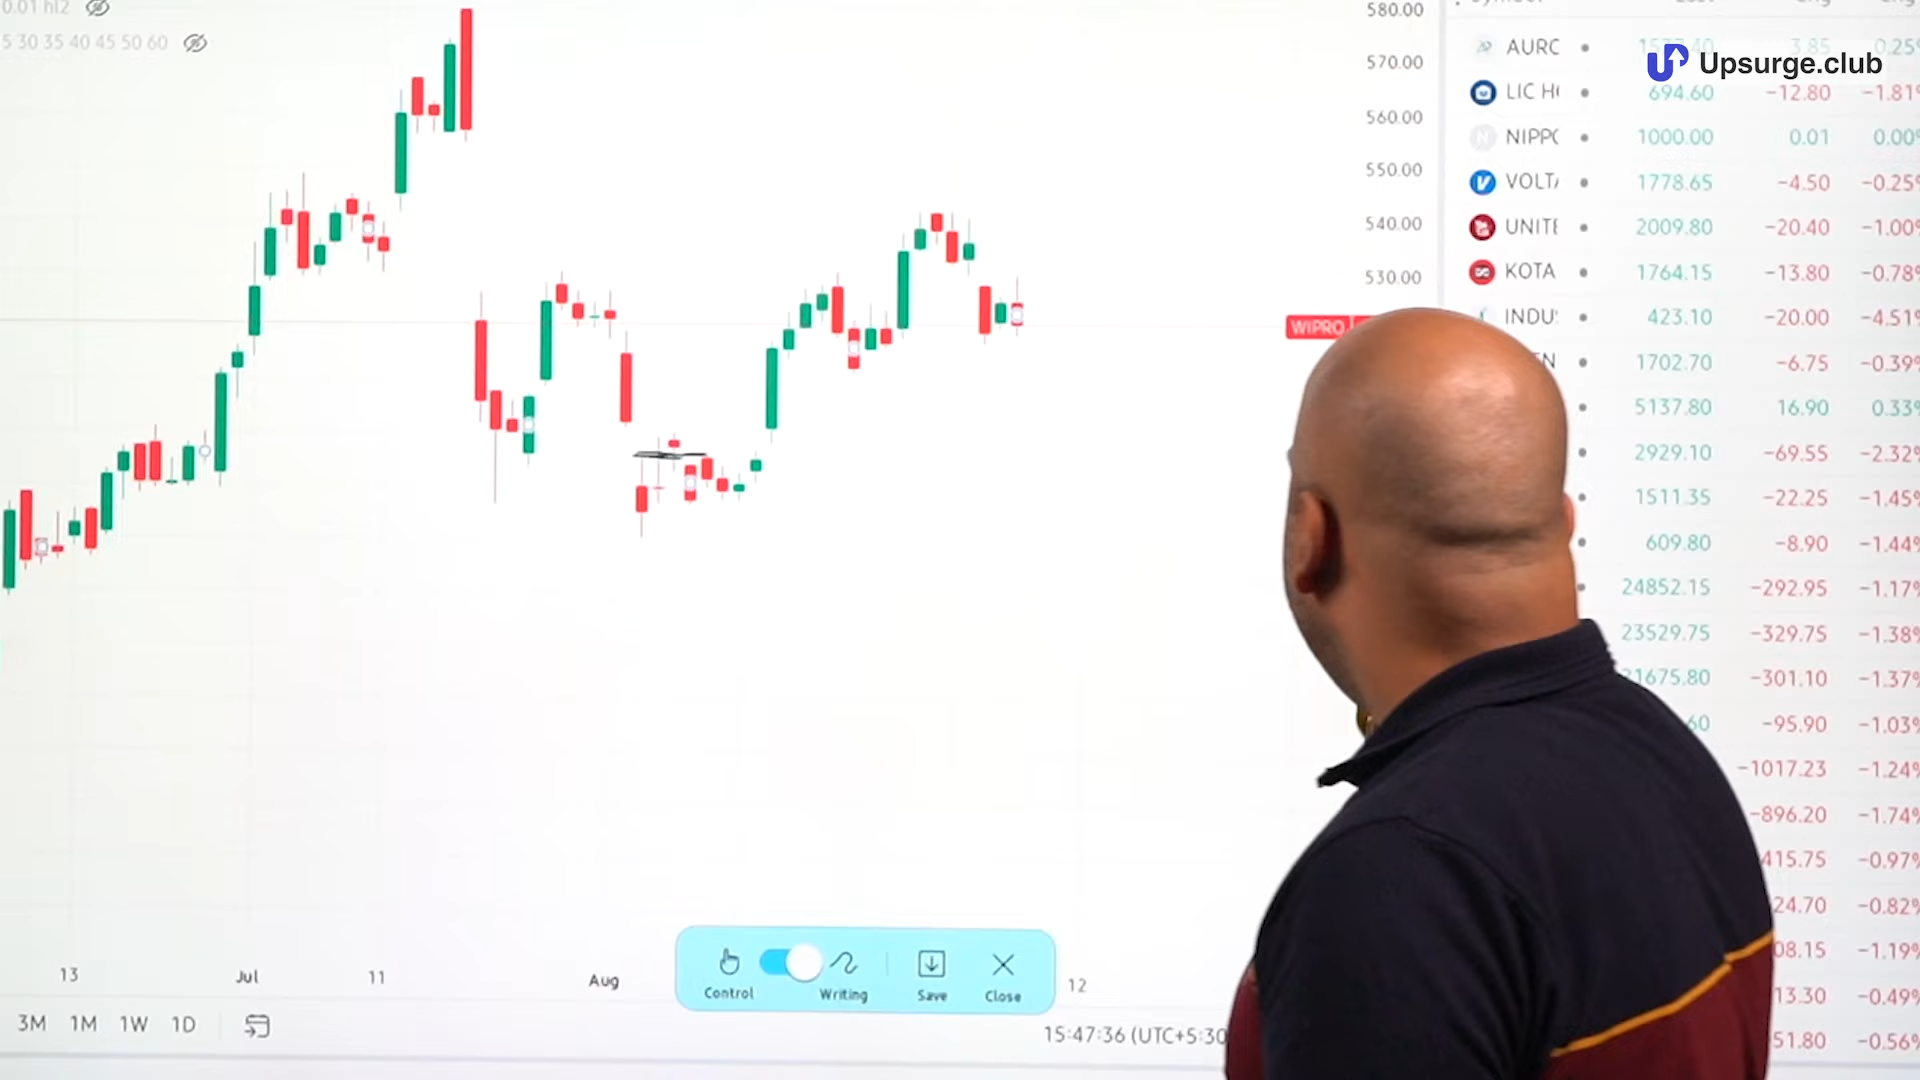 0.01 hl2
5 30 35 40 45 50 60
580.00
570.00
560.00
550.00
540.00
530.00
WIPRO
Upsurge.club
AURC 3.85 0.25%
LIC H 694.60 −12.80 −1.81%
NIPP 1000.00 0.01 0.00%
VOLT 1778.65 −4.50 −0.25%
UNITE 2009.80 −20.40 −1.00%
KOTA 1764.15 −13.80 −0.78%
INDU 423.10 −20.00 −4.51%
1702.70 −6.75 −0.39%
5137.80 16.90 0.33%
2929.10 −69.55 −2.32%
1511.35 −22.25 −1.45%
609.80 −8.90 −1.44%
24852.15 −292.95 −1.17%
23529.75 −329.75 −1.38%
21675.80 −301.10 −1.37%
60 −95.90 −1.03%
−1017.23 −1.24%
−896.20 −1.74%
415.75 −0.97%
24.70 −0.82%
08.15 −1.19%
13.30 −0.49%
51.80 −0.56%
13 Jul 11 Aug 12
Control Writing Save Close
3M 1M 1W 1D
15:47:36 (UTC+5:30